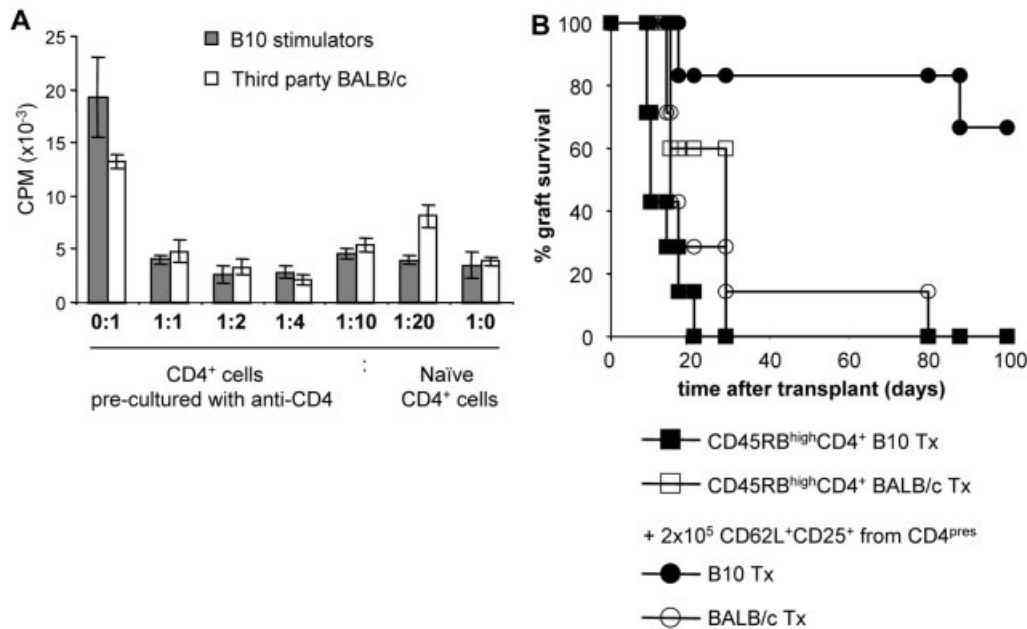 A
25
20
15
10
5
0
CPM (x10⁻³)
B10 stimulators
Third party BALB/c
0:1 1:1 1:2 1:4 1:10 1:20 1:0
CD4⁺ cells : Naïve
pre-cultured with anti-CD4 CD4⁺ cells
B
100
80
60
40
20
0
% graft survival
0 20 40 60 80 100
time after transplant (days)
CD45RBʰⁱᵍʰCD4⁺ B10 Tx
CD45RBʰⁱᵍʰCD4⁺ BALB/c Tx
+ 2x10⁵ CD62L⁺CD25⁺ from CD4ᵖʳᵉˢ
B10 Tx
BALB/c Tx